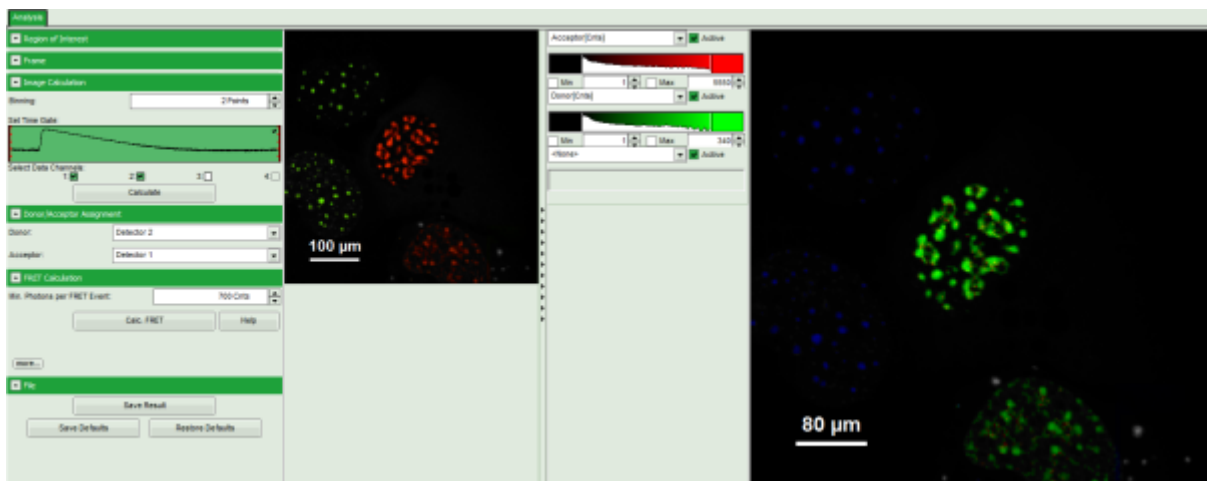 Analysis
Region of Interest
Frame
Image Calculation
Binning: 2 Points
Set Time Gate:
Select Data Channels:
1: 2: 3: 4:
Calculate
Donor/Acceptor Assignment
Donor: Detector 2
Acceptor: Detector 1
FRET Calculation
Min. Photons per FRET Event: 700 Cnts
Calc. FRET Help
more...
File
Save Result
Save Defaults Restore Defaults
100 µm
Acceptor[Cnts] Active
Min 1 Max
Donor[Cnts] Active
Min 1 Max 340
<None> Active
80 µm